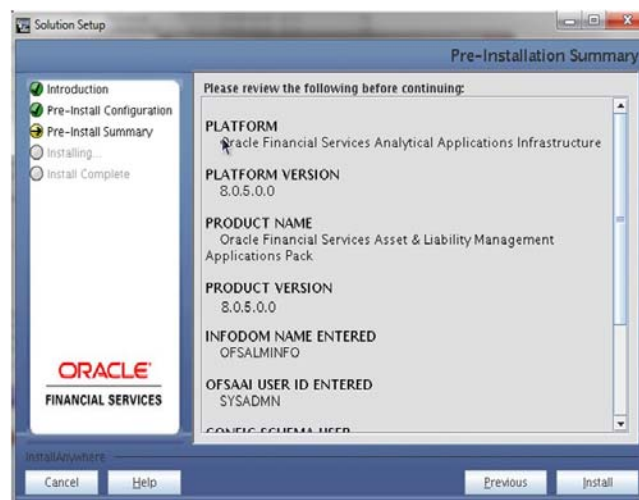 Solution Setup
Pre-Installation Summary
Introduction
Pre-Install Configuration
Pre-Install Summary
Installing...
Install Complete
ORACLE
FINANCIAL SERVICES
Please review the following before continuing:
PLATFORM
Oracle Financial Services Analytical Applications Infrastructure
PLATFORM VERSION
8.0.5.0.0
PRODUCT NAME
Oracle Financial Services Asset & Liability Management
Applications Pack
PRODUCT VERSION
8.0.5.0.0
INFODOM NAME ENTERED
OFSALMINFO
OFSAAI USER ID ENTERED
SYSADMN
CONFIG SCHEMA USER
InstallAnywhere
Cancel
Help
Previous
Install